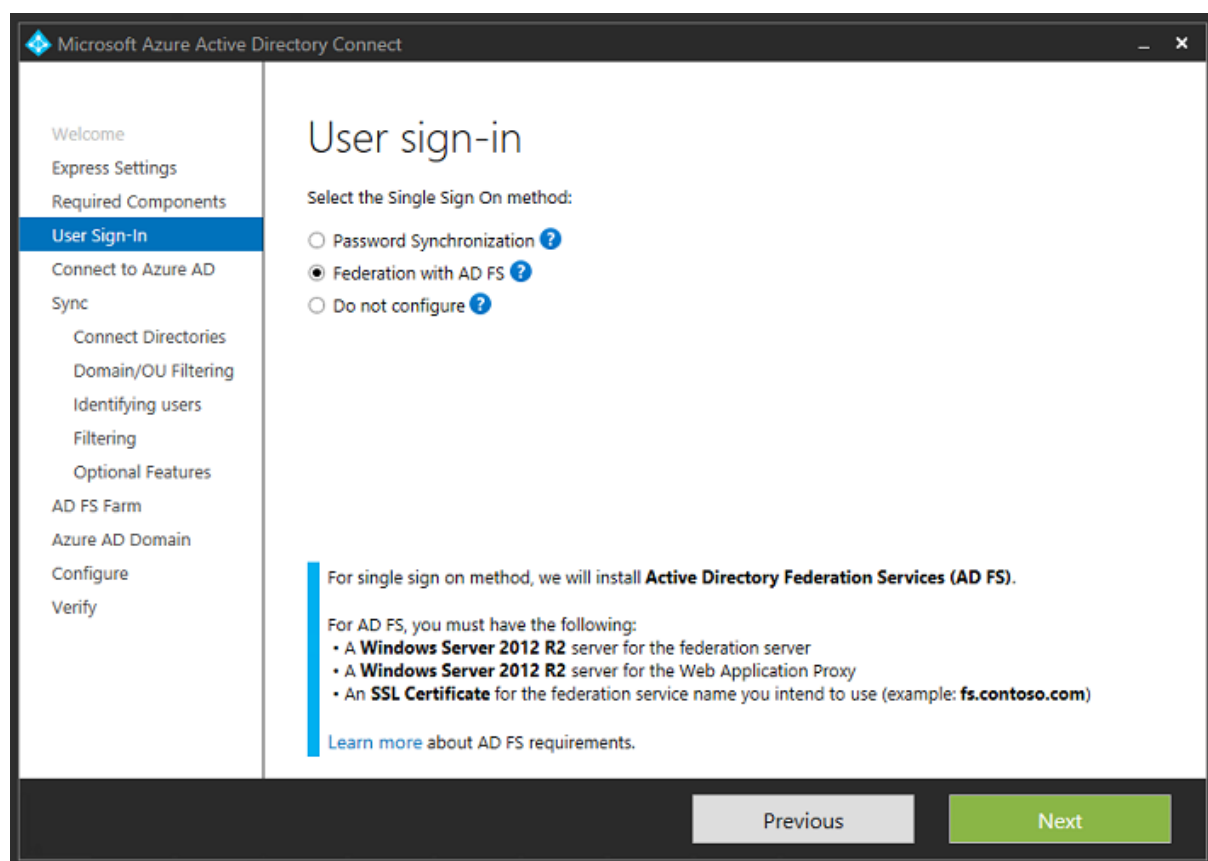 Microsoft Azure Active Directory Connect
Welcome
Express Settings
Required Components
User Sign-In
Connect to Azure AD
Sync
Connect Directories
Domain/OU Filtering
Identifying users
Filtering
Optional Features
AD FS Farm
Azure AD Domain
Configure
Verify
User sign-in
Select the Single Sign On method:
Password Synchronization ?
Federation with AD FS ?
Do not configure ?
For single sign on method, we will install Active Directory Federation Services (AD FS).
For AD FS, you must have the following:
• A Windows Server 2012 R2 server for the federation server
• A Windows Server 2012 R2 server for the Web Application Proxy
• An SSL Certificate for the federation service name you intend to use (example: fs.contoso.com)
Learn more about AD FS requirements.
Previous
Next